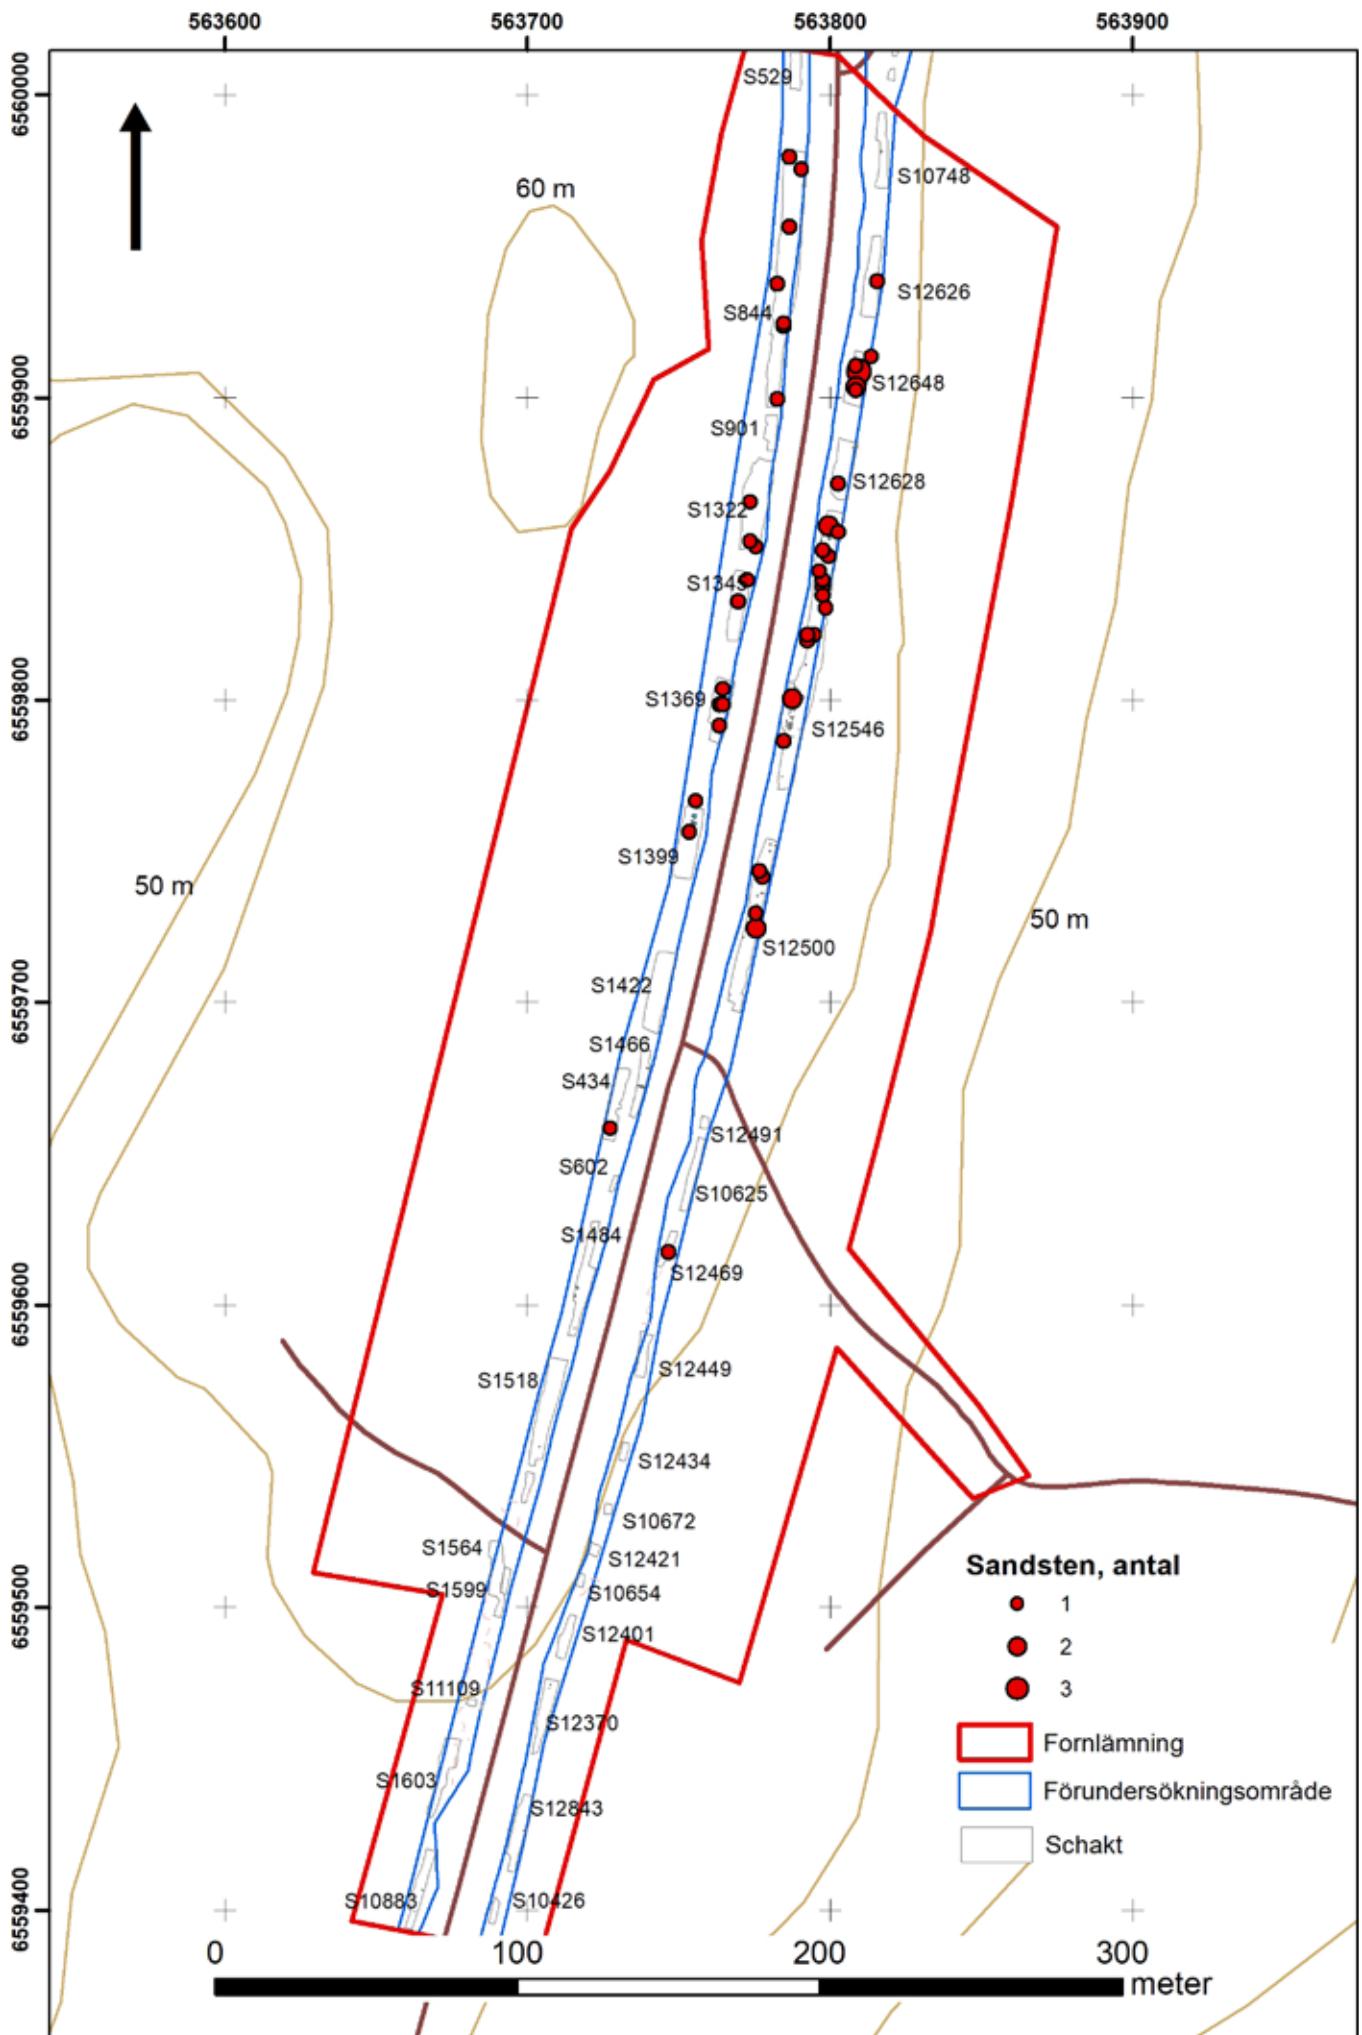 563600 563700 563800 563900
6560000
6559900
6559800
6559700
6559600
6559500
6559400
S529
60 m
S10748
S12626
S844
S12648
S901
S12628
S1322
S1343
S1369
S12546
S1399
50 m
50 m
S12500
S1422
S1466
S434
S12491
S602
S10625
S1484
S12469
S1518
S12449
S12434
S10672
S1564
S12421
S1599
S10654
S12401
S11109
S12370
S1603
S12843
S10883
S10426
Sandsten, antal
1
2
3
Fornlämning
Förundersökningsområde
Schakt
0 100 200 300
meter